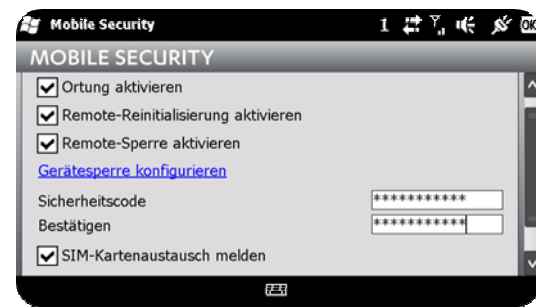 Mobile Security
1
OK
MOBILE SECURITY
Ortung aktivieren
Remote-Reinitialisierung aktivieren
Remote-Sperre aktivieren
Gerätesperre konfigurieren
Sicherheitscode ***********
Bestätigen ***********
SIM-Kartenaustausch melden